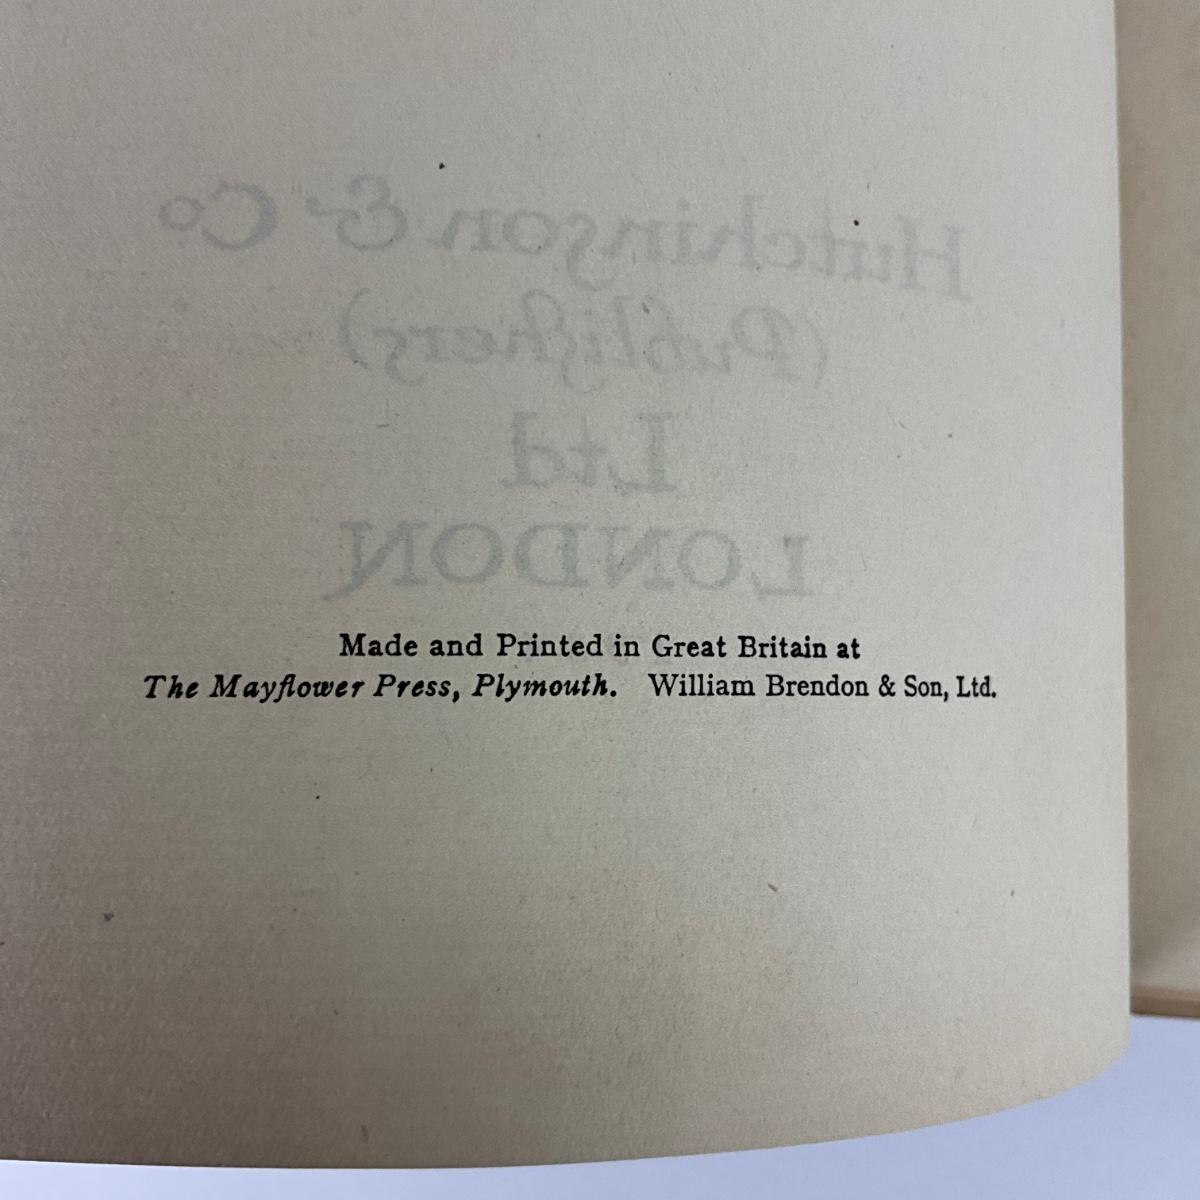 Hutchinson & Co
(Publishers)
Ltd
LONDON
Made and Printed in Great Britain at
The Mayflower Press, Plymouth. William Brendon & Son, Ltd.